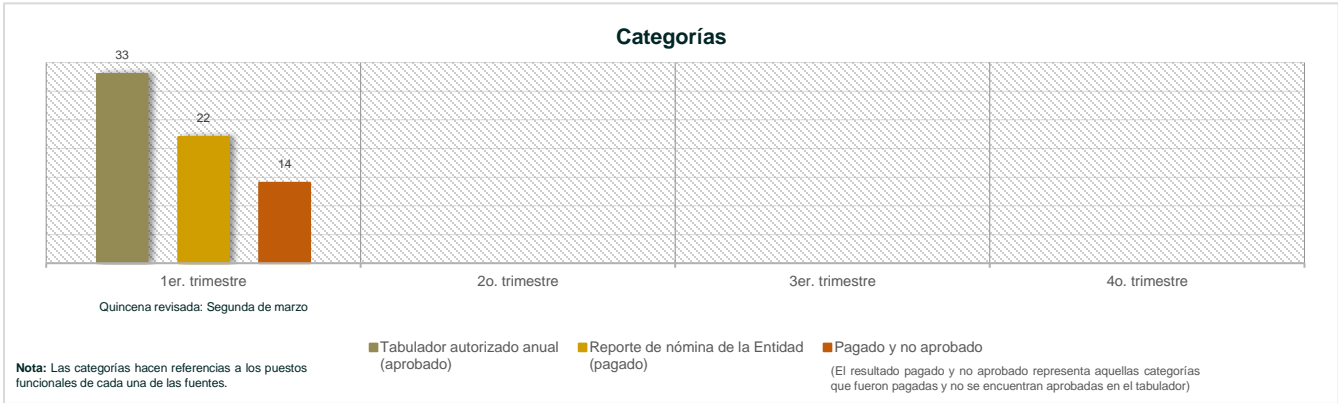 Categorías
33
22
14
1er. trimestre
2o. trimestre
3er. trimestre
4o. trimestre
Quincena revisada: Segunda de marzo
Tabulador autorizado anual
(aprobado)
Reporte de nómina de la Entidad
(pagado)
Pagado y no aprobado
(El resultado pagado y no aprobado representa aquellas categorías
que fueron pagadas y no se encuentran aprobadas en el tabulador)
Nota: Las categorías hacen referencias a los puestos
funcionales de cada una de las fuentes.